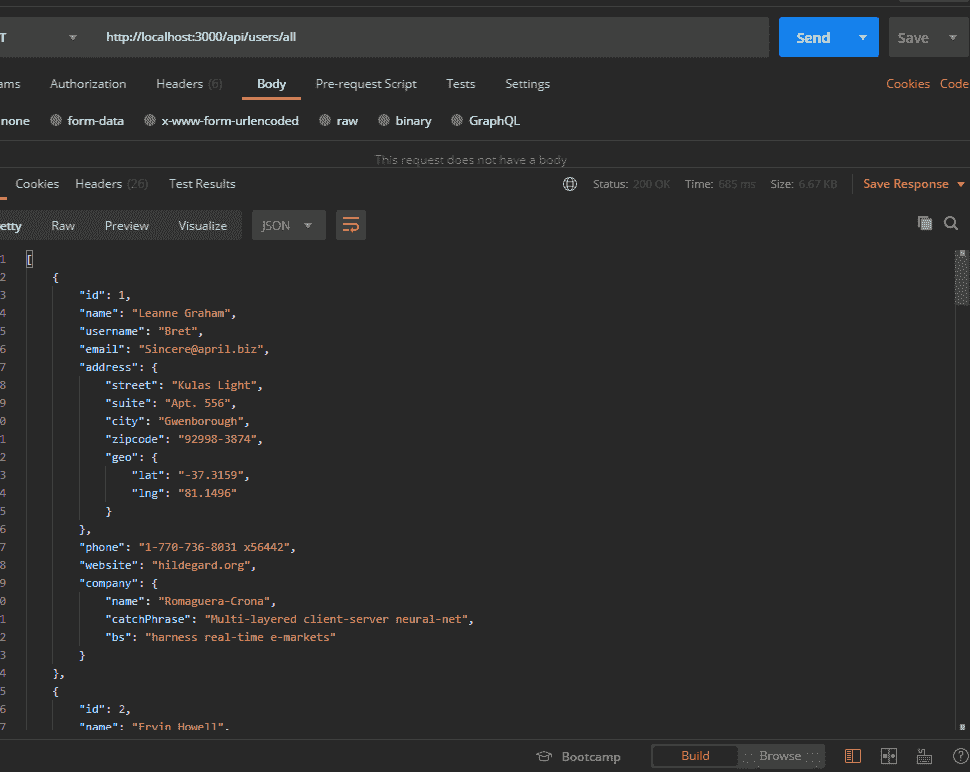 T http://localhost:3000/api/users/all Send Save
ams Authorization Headers (6) Body Pre-request Script Tests Settings Cookies Code
none form-data x-www-form-urlencoded raw binary GraphQL
This request does not have a body
Cookies Headers (26) Test Results Status: 200 OK Time: 685 ms Size: 6.67 KB Save Response
etty Raw Preview Visualize JSON
1 [
2 {
3 "id": 1,
4 "name": "Leanne Graham",
5 "username": "Bret",
6 "email": "Sincere@april.biz",
7 "address": {
8 "street": "Kulas Light",
9 "suite": "Apt. 556",
0 "city": "Gwenborough",
1 "zipcode": "92998-3874",
2 "geo": {
3 "lat": "-37.3159",
4 "lng": "81.1496"
5 }
6 },
7 "phone": "1-770-736-8031 x56442",
8 "website": "hildegard.org",
9 "company": {
0 "name": "Romaguera-Crona",
1 "catchPhrase": "Multi-layered client-server neural-net",
2 "bs": "harness real-time e-markets"
3 }
4 },
5 {
6 "id": 2,
7 "name": "Ervin Howell",
Bootcamp Build Browse